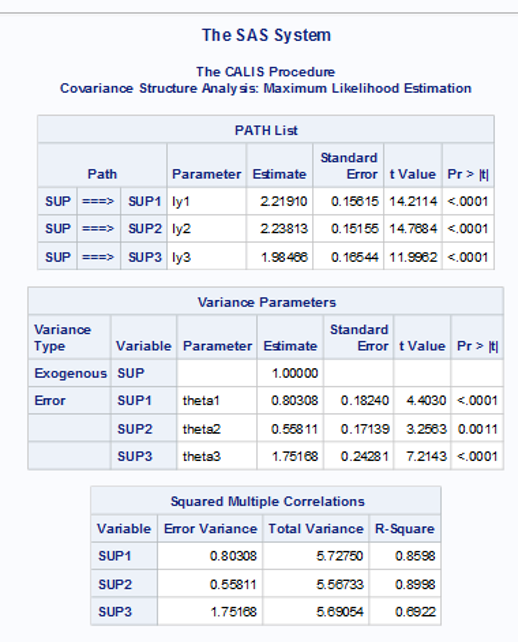 The SAS System
The CALIS Procedure
Covariance Structure Analysis: Maximum Likelihood Estimation
PATH List
Path Parameter Estimate Standard Error t Value Pr > |t|
SUP ===> SUP1 ly1 2.21910 0.15615 14.2114 <.0001
SUP ===> SUP2 ly2 2.23813 0.15155 14.7684 <.0001
SUP ===> SUP3 ly3 1.98466 0.16544 11.9962 <.0001
Variance Parameters
Variance Type Variable Parameter Estimate Standard Error t Value Pr > |t|
Exogenous SUP 1.00000
Error SUP1 theta1 0.80308 0.18240 4.4030 <.0001
SUP2 theta2 0.55811 0.17139 3.2563 0.0011
SUP3 theta3 1.75168 0.24281 7.2143 <.0001
Squared Multiple Correlations
Variable Error Variance Total Variance R-Square
SUP1 0.80308 5.72750 0.8598
SUP2 0.55811 5.56733 0.8998
SUP3 1.75168 5.69054 0.6922